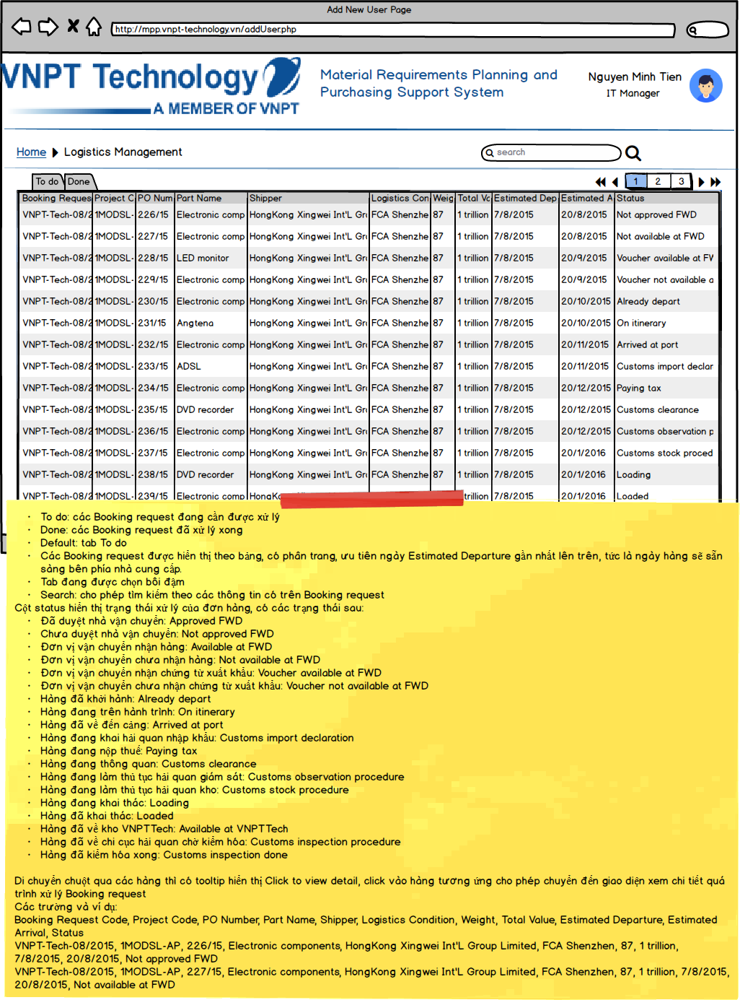 Add New User Page
http://mpp.vnpt-technology.vn/addUser.php
VNPT Technology
A MEMBER OF VNPT
Material Requirements Planning and
Purchasing Support System
Nguyen Minh Tien
IT Manager
Home Logistics Management
search
To do Done
1 2 3
Booking Reques Project C PO Num Part Name Shipper Logistics Con Weig Total Vo Estimated Dep Estimated A Status
VNPT-Tech-08/2 1MODSL- 226/15 Electronic comp HongKong Xingwei Int'L Gro FCA Shenzhe 87 1 trillion 7/8/2015 20/8/2015 Not approved FWD
VNPT-Tech-08/2 1MODSL- 227/15 Electronic comp HongKong Xingwei Int'L Gro FCA Shenzhe 87 1 trillion 7/8/2015 20/8/2015 Not available at FWD
VNPT-Tech-08/2 1MODSL- 228/15 LED monitor HongKong Xingwei Int'L Gro FCA Shenzhe 87 1 trillion 7/8/2015 20/9/2015 Voucher available at FW
VNPT-Tech-08/2 1MODSL- 229/15 Electronic comp HongKong Xingwei Int'L Gro FCA Shenzhe 87 1 trillion 7/8/2015 20/9/2015 Voucher not available a
VNPT-Tech-08/2 1MODSL- 230/15 Electronic comp HongKong Xingwei Int'L Gro FCA Shenzhe 87 1 trillion 7/8/2015 20/10/2015 Already depart
VNPT-Tech-08/2 1MODSL- 231/15 Angtena HongKong Xingwei Int'L Gro FCA Shenzhe 87 1 trillion 7/8/2015 20/10/2015 On itinerary
VNPT-Tech-08/2 1MODSL- 232/15 Electronic comp HongKong Xingwei Int'L Gro FCA Shenzhe 87 1 trillion 7/8/2015 20/11/2015 Arrived at port
VNPT-Tech-08/2 1MODSL- 233/15 ADSL HongKong Xingwei Int'L Gro FCA Shenzhe 87 1 trillion 7/8/2015 20/11/2015 Customs import declar
VNPT-Tech-08/2 1MODSL- 234/15 Electronic comp HongKong Xingwei Int'L Gro FCA Shenzhe 87 1 trillion 7/8/2015 20/12/2015 Paying tax
VNPT-Tech-08/2 1MODSL- 235/15 DVD recorder HongKong Xingwei Int'L Gro FCA Shenzhe 87 1 trillion 7/8/2015 20/12/2015 Customs clearance
VNPT-Tech-08/2 1MODSL- 236/15 Electronic comp HongKong Xingwei Int'L Gro FCA Shenzhe 87 1 trillion 7/8/2015 20/12/2015 Customs observation p
VNPT-Tech-08/2 1MODSL- 237/15 Electronic comp HongKong Xingwei Int'L Gro FCA Shenzhe 87 1 trillion 7/8/2015 20/1/2016 Customs stock proced
VNPT-Tech-08/2 1MODSL- 238/15 DVD recorder HongKong Xingwei Int'L Gro FCA Shenzhe 87 1 trillion 7/8/2015 20/1/2016 Loading
VNPT-Tech-08/2 1MODSL- 239/15 Electronic comp HongKo trillion 7/8/2015 20/1/2016 Loaded
· To do: các Booking request đang cần được xử lý
· Done: các Booking request đã xử lý xong
· Default: tab To do
· Các Booking request được hiển thị theo bảng, có phân trang, ưu tiên ngày Estimated Departure gần nhất lên trên, tức là ngày hàng sẽ sẵn
sàng bên phía nhà cung cấp.
· Tab đang được chọn bôi đậm
· Search: cho phép tìm kiếm theo các thông tin có trên Booking request
Cột status hiển thị trạng thái xử lý của đơn hàng, có các trạng thái sau:
· Đã duyệt nhà vận chuyển: Approved FWD
· Chưa duyệt nhà vận chuyển: Not approved FWD
· Đơn vị vận chuyển nhận hàng: Available at FWD
· Đơn vị vận chuyển chưa nhận hàng: Not available at FWD
· Đơn vị vận chuyển nhận chứng từ xuất khẩu: Voucher available at FWD
· Đơn vị vận chuyển chưa nhận chứng từ xuất khẩu: Voucher not available at FWD
· Hàng đã khởi hành: Already depart
· Hàng đang trên hành trình: On itinerary
· Hàng đã về đến cảng: Arrived at port
· Hàng đang khai hải quan nhập khẩu: Customs import declaration
· Hàng đang nộp thuế: Paying tax
· Hàng đang thông quan: Customs clearance
· Hàng đang làm thủ tục hải quan giám sát: Customs observation procedure
· Hàng đang làm thủ tục hải quan kho: Customs stock procedure
· Hàng đang khai thác: Loading
· Hàng đã khai thác: Loaded
· Hàng đã về kho VNPTTech: Available at VNPTTech
· Hàng đã về chi cục hải quan chờ kiểm hóa: Customs inspection procedure
· Hàng đã kiểm hóa xong: Customs inspection done
Di chuyển chuột qua các hàng thì có tooltip hiển thị Click to view detail, click vào hàng tương ứng cho phép chuyển đến giao diện xem chi tiết quá
trình xử lý Booking request
Các trường và ví dụ:
Booking Request Code, Project Code, PO Number, Part Name, Shipper, Logistics Condition, Weight, Total Value, Estimated Departure, Estimated
Arrival, Status
VNPT-Tech-08/2015, 1MODSL-AP, 226/15, Electronic components, HongKong Xingwei Int'L Group Limited, FCA Shenzhen, 87, 1 trillion,
7/8/2015, 20/8/2015, Not approved FWD
VNPT-Tech-08/2015, 1MODSL-AP, 227/15, Electronic components, HongKong Xingwei Int'L Group Limited, FCA Shenzhen, 87, 1 trillion, 7/8/2015,
20/8/2015, Not available at FWD